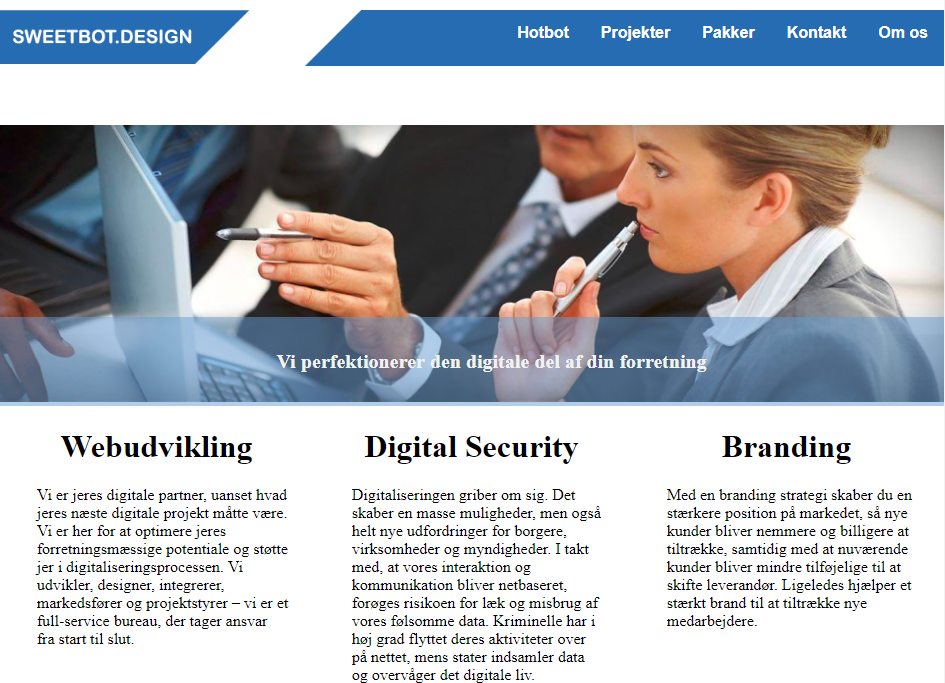 SWEETBOT.DESIGN
Hotbot Projekter Pakker Kontakt Om os
Vi perfektionerer den digitale del af din forretning
Webudvikling
Vi er jeres digitale partner, uanset hvad
jeres næste digitale projekt måtte være.
Vi er her for at optimere jeres
forretningsmæssige potentiale og støtte
jer i digitaliseringsprocessen. Vi
udvikler, designer, integrerer,
markedsfører og projektstyrer – vi er et
full-service bureau, der tager ansvar
fra start til slut.
Digital Security
Digitaliseringen griber om sig. Det
skaber en masse muligheder, men også
helt nye udfordringer for borgere,
virksomheder og myndigheder. I takt
med, at vores interaktion og
kommunikation bliver netbaseret,
forøges risikoen for læk og misbrug af
vores følsomme data. Kriminelle har i
høj grad flyttet deres aktiviteter over
på nettet, mens stater indsamler data
og overvåger det digitale liv.
Branding
Med en branding strategi skaber du en
stærkere position på markedet, så nye
kunder bliver nemmere og billigere at
tiltrække, samtidig med at nuværende
kunder bliver mindre tilføjelige til at
skifte leverandør. Ligeledes hjælper et
stærkt brand til at tiltrække nye
medarbejdere.